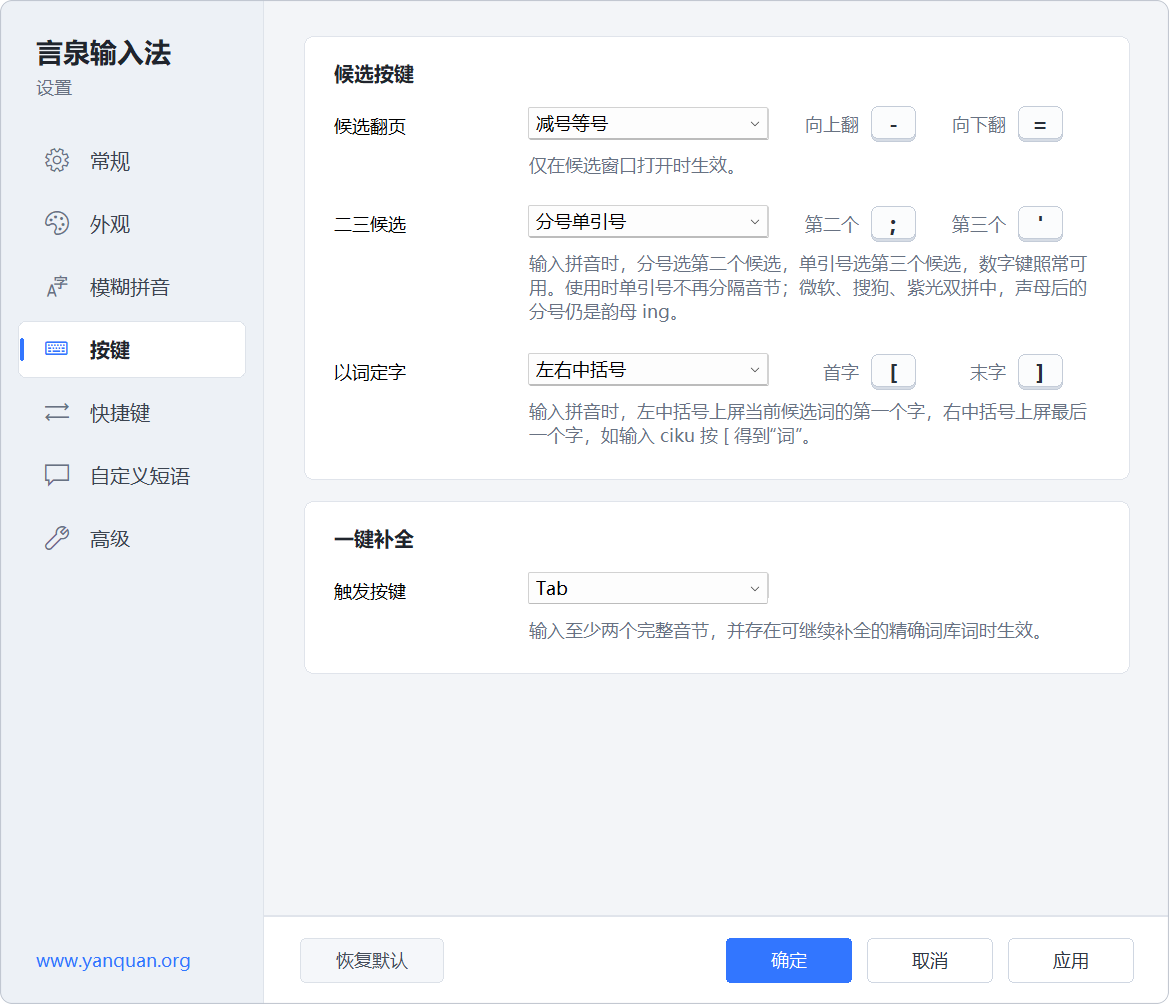 言泉输入法
设置
常规
外观
模糊拼音
按键
快捷键
自定义短语
高级
www.yanquan.org
候选按键
候选翻页 减号等号 向上翻 - 向下翻 =
仅在候选窗口打开时生效。
二三候选 分号单引号 第二个 ; 第三个 '
输入拼音时，分号选第二个候选，单引号选第三个候选，数字键照常可
用。使用时单引号不再分隔音节；微软、搜狗、紫光双拼中，声母后的
分号仍是韵母 ing。
以词定字 左右中括号 首字 [ 末字 ]
输入拼音时，左中括号上屏当前候选词的第一个字，右中括号上屏最后
一个字，如输入 ciku 按 [ 得到“词”。
一键补全
触发按键 Tab
输入至少两个完整音节，并存在可继续补全的精确词库词时生效。
恢复默认 确定 取消 应用